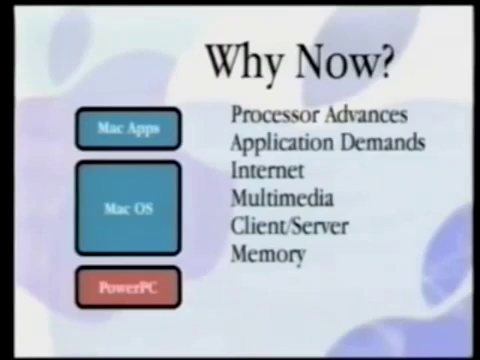 Why Now?
Mac Apps
Mac OS
PowerPC
Processor Advances
Application Demands
Internet
Multimedia
Client/Server
Memory